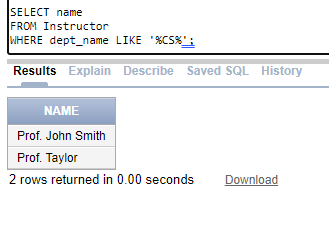 SELECT name
FROM Instructor
WHERE dept_name LIKE '%CS%';
Results Explain Describe Saved SQL History
NAME
Prof. John Smith
Prof. Taylor
2 rows returned in 0.00 seconds Download